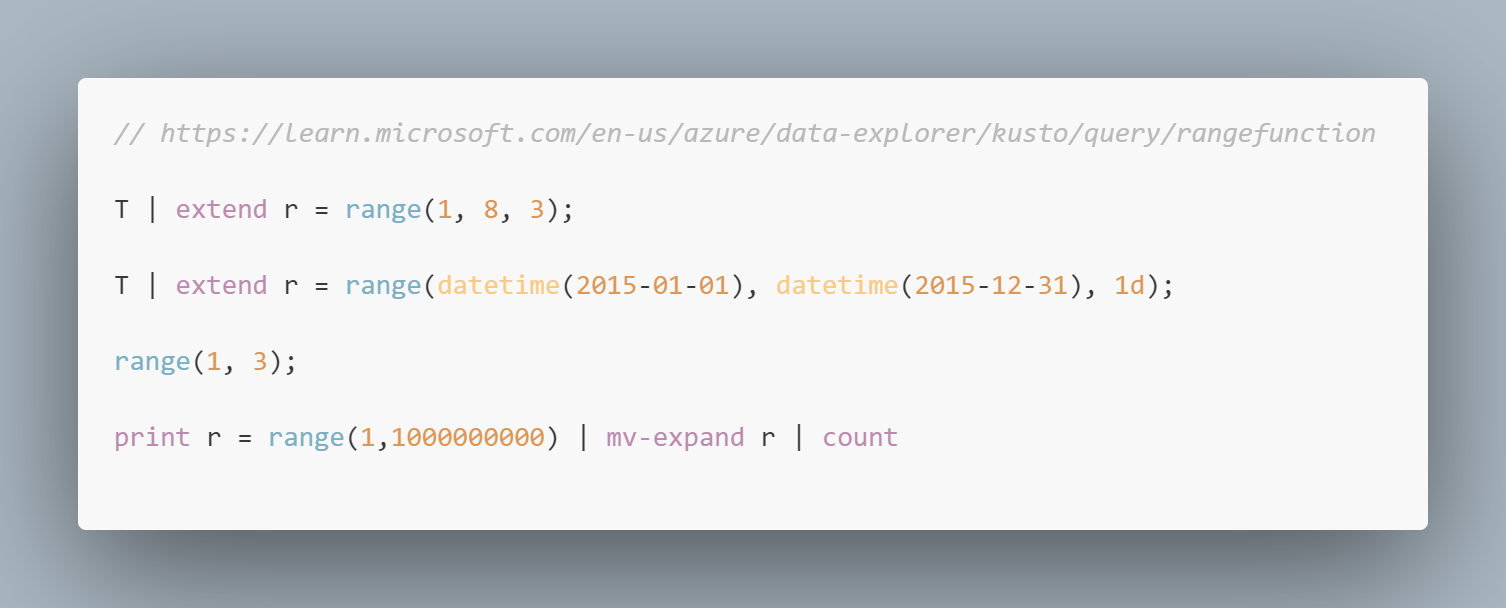 // https://learn.microsoft.com/en-us/azure/data-explorer/kusto/query/rangefunction
T | extend r = range(1, 8, 3);
T | extend r = range(datetime(2015-01-01), datetime(2015-12-31), 1d);
range(1, 3);
print r = range(1,1000000000) | mv-expand r | count